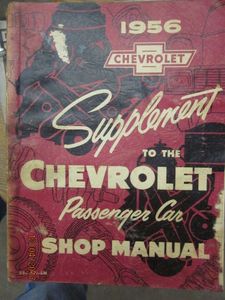 1956
CHEVROLET
Supplement
TO THE
CHEVROLET
Passenger Car
SHOP MANUAL